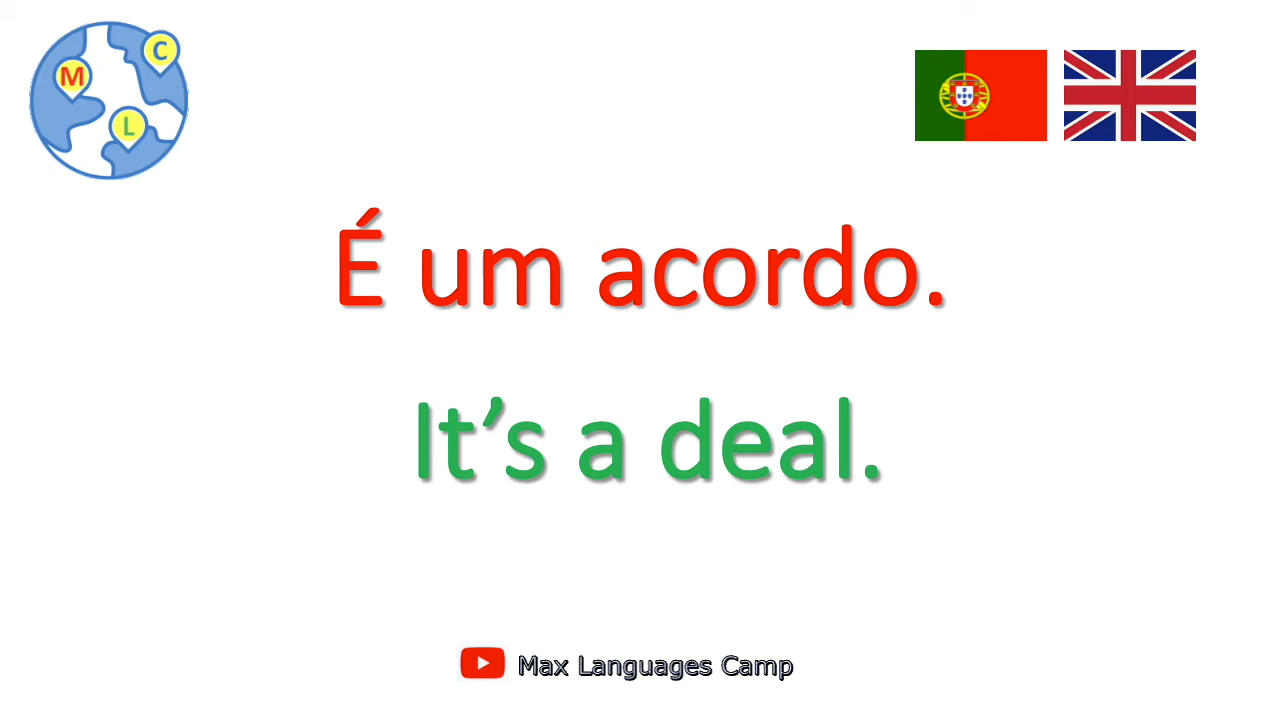 M
C
L
É um acordo.
It’s a deal.
Max Languages Camp